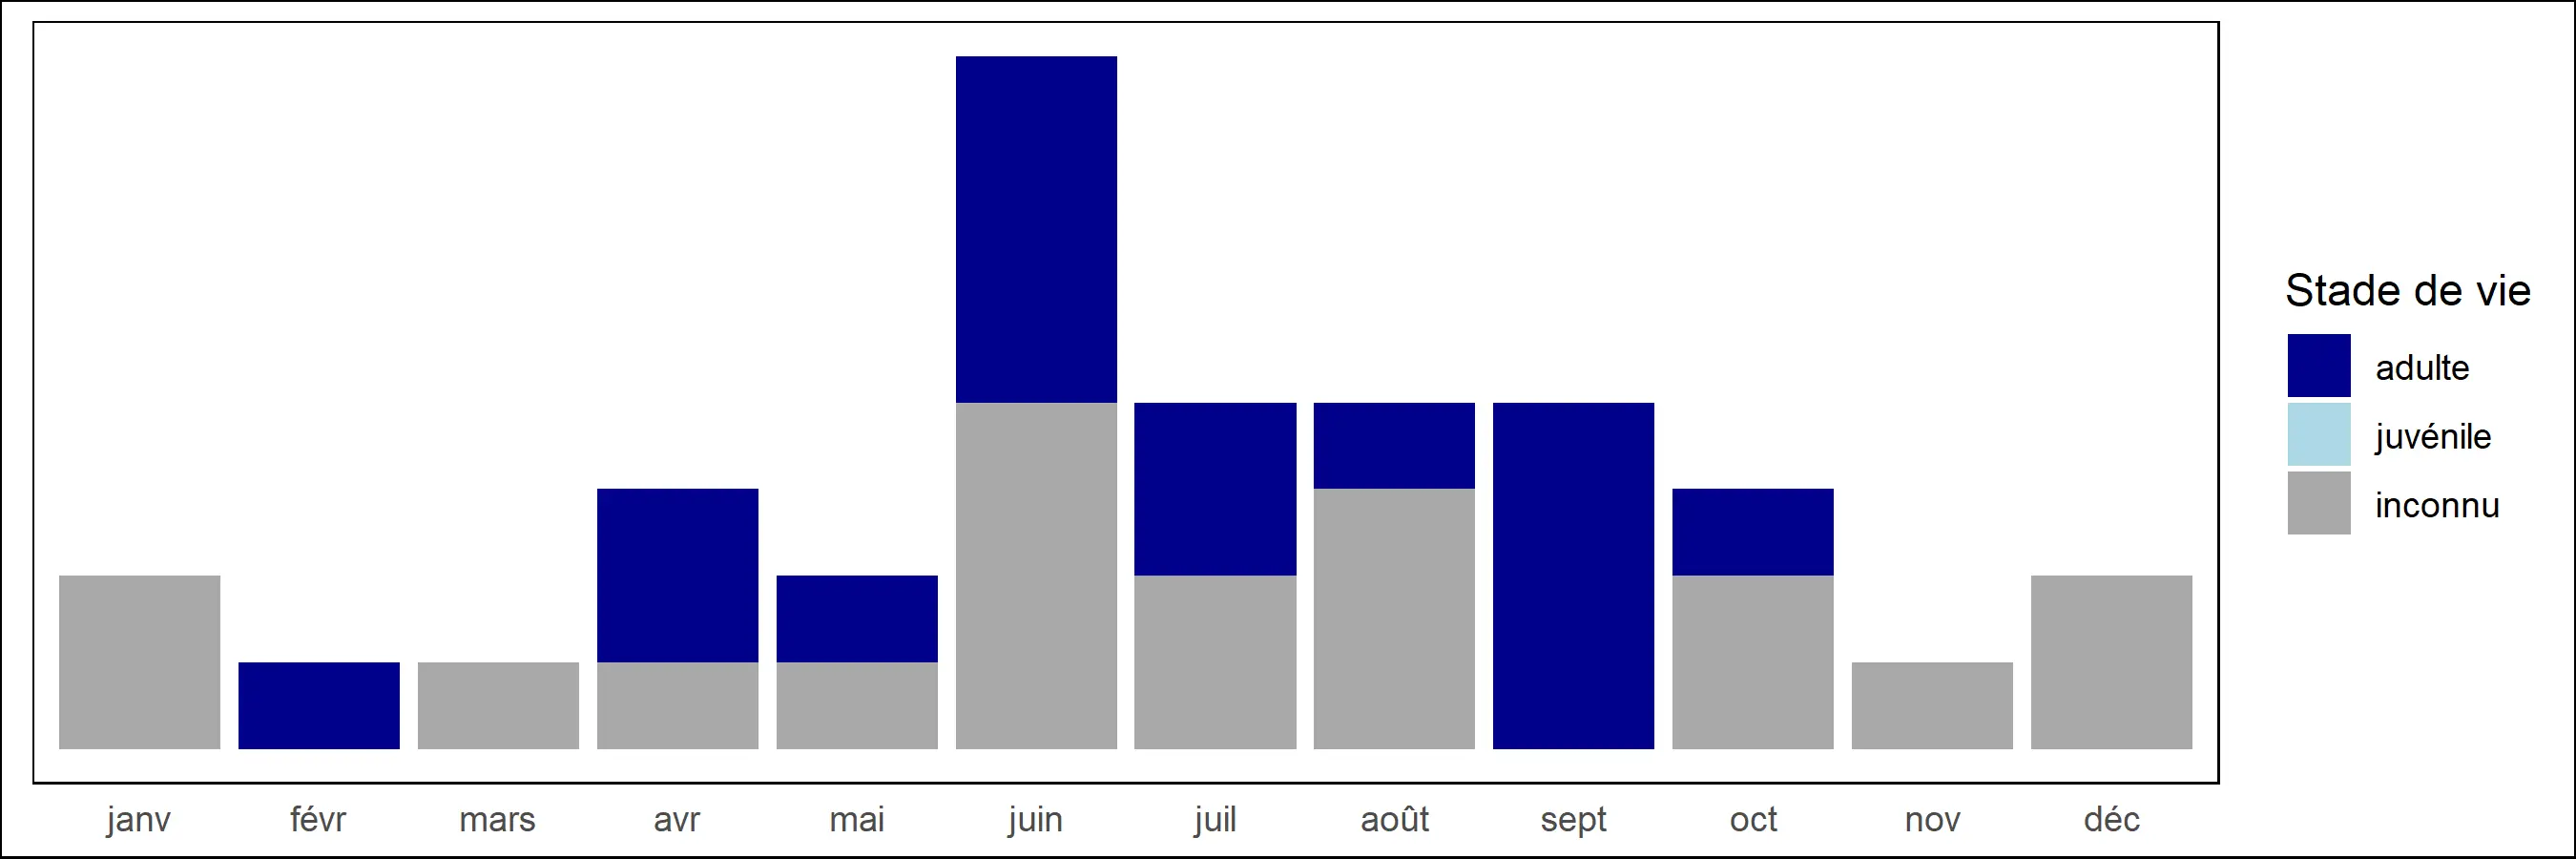 Stade de vie
adulte
juvénile
inconnu
janv févr mars avr mai juin juil août sept oct nov déc